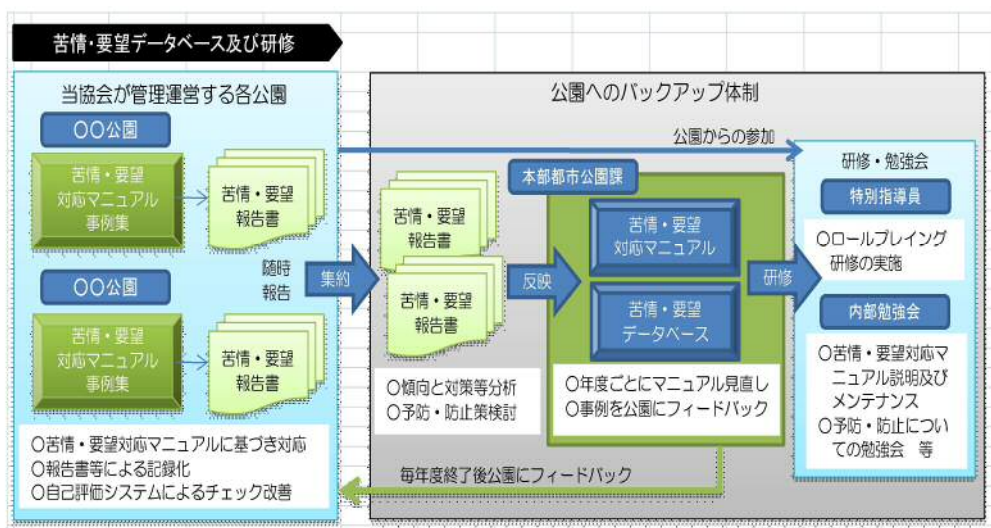 苦情・要望データベース及び研修
当協会が管理運営する各公園
〇〇公園
苦情・要望
対応マニュアル
事例集
苦情・要望
報告書
〇〇公園
苦情・要望
対応マニュアル
事例集
苦情・要望
報告書
随時
報告
〇苦情・要望対応マニュアルに基づき対応
〇報告書等による記録化
〇自己評価システムによるチェック改善
集約
公園へのバックアップ体制
公園からの参加
苦情・要望
報告書
苦情・要望
報告書
〇傾向と対策等分析
〇予防・防止策検討
反映
本部都市公園課
苦情・要望
対応マニュアル
苦情・要望
データベース
〇年度ごとにマニュアル見直し
〇事例を公園にフィードバック
研修
研修・勉強会
特別指導員
〇ロールプレイング
研修の実施
内部勉強会
〇苦情・要望対応マ
ニュアル説明及び
メンテナンス
〇予防・防止につい
ての勉強会 等
毎年度終了後公園にフィードバック